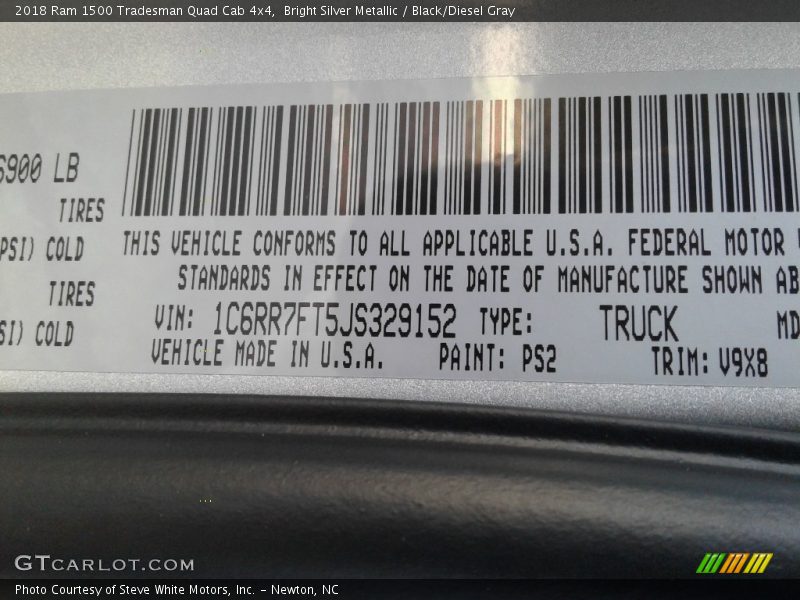 2018 Ram 1500 Tradesman Quad Cab 4x4,  Bright Silver Metallic / Black/Diesel Gray
6900 LB
TIRES
PSI) COLD
TIRES
SI) COLD
THIS VEHICLE CONFORMS TO ALL APPLICABLE U.S.A. FEDERAL MOTOR
STANDARDS IN EFFECT ON THE DATE OF MANUFACTURE SHOWN AB
VIN: 1C6RR7FT5JS329152 TYPE: TRUCK MD
VEHICLE MADE IN U.S.A. PAINT: PS2 TRIM: V9X8
GTCARLOT.COM
Photo Courtesy of Steve White Motors, Inc. – Newton, NC